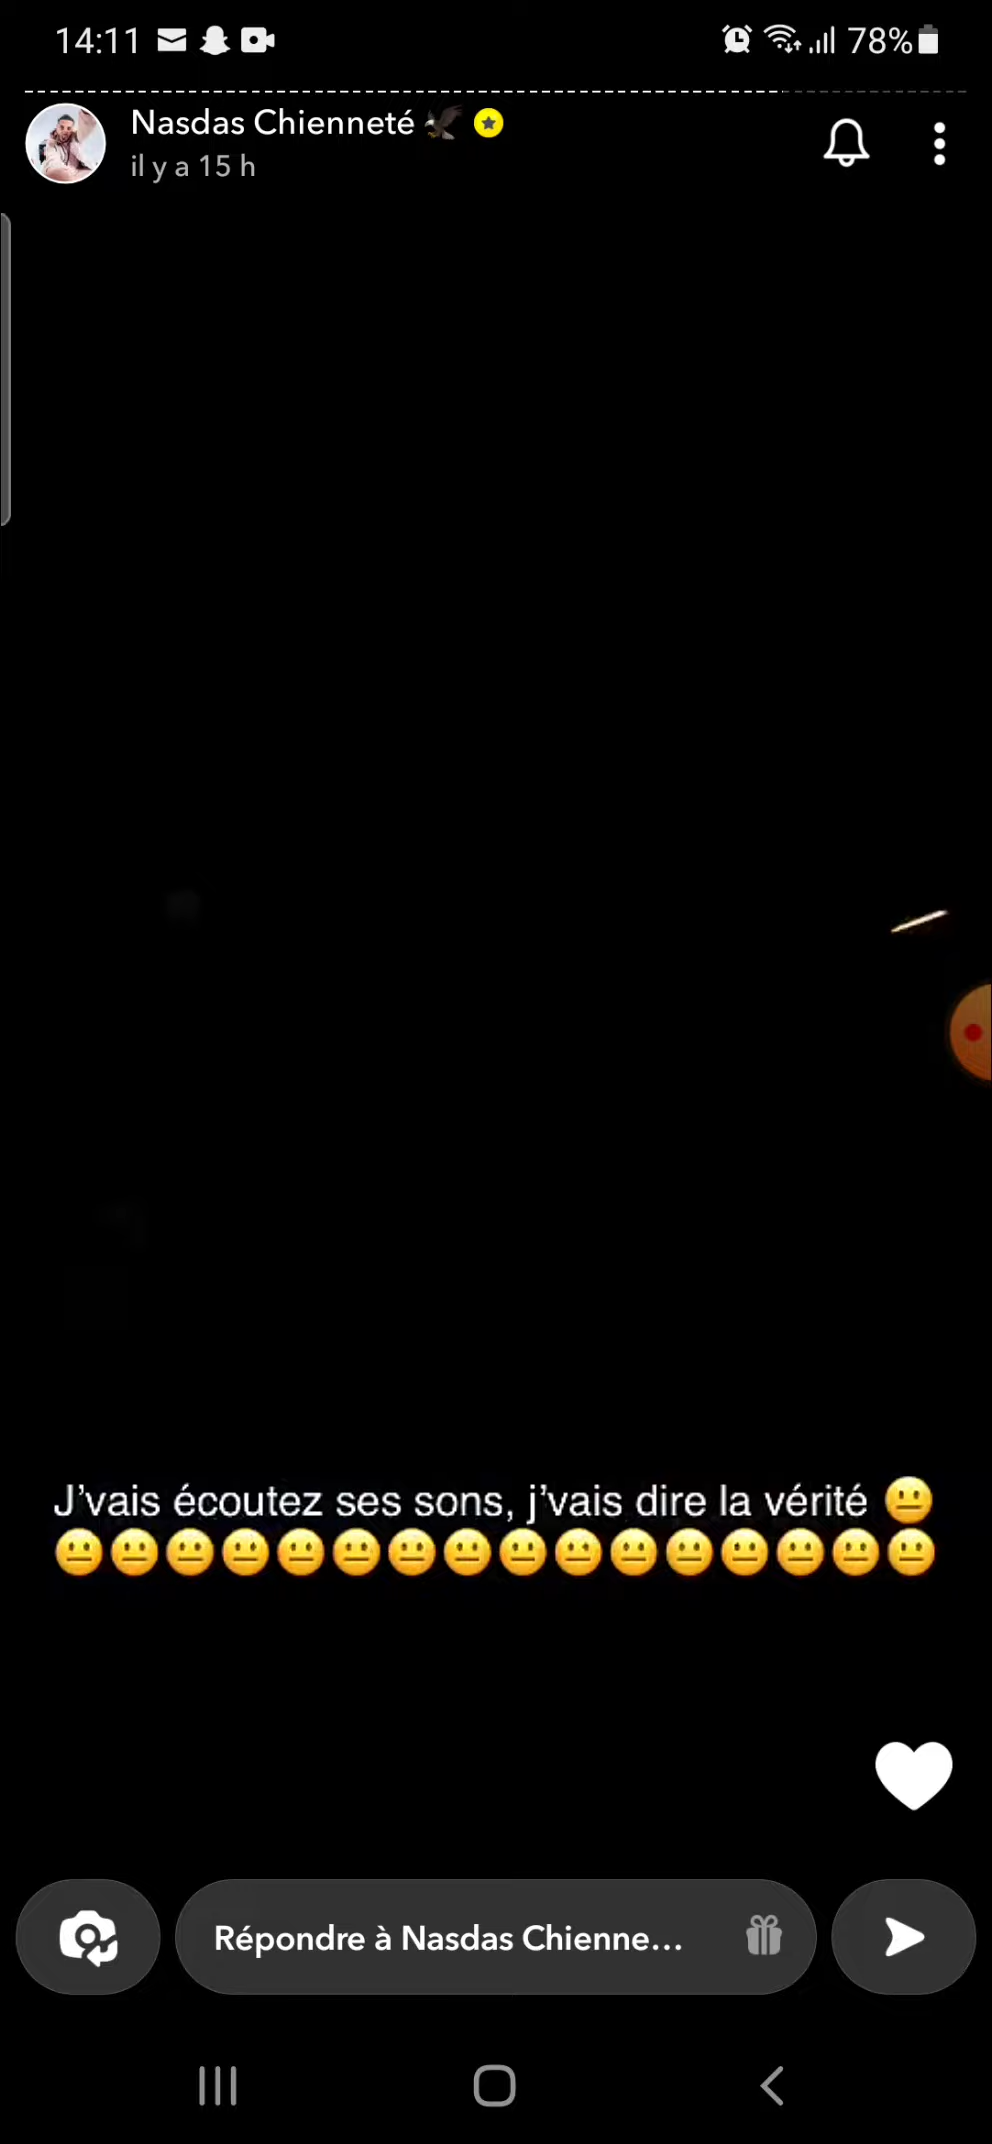 14:11 78%
Nasdas Chienneté 🦅
il y a 15 h
J'vais écoutez ses sons, j'vais dire la vérité 😐
😐😐😐😐😐😐😐😐😐😐😐😐😐😐😐😐
Répondre à Nasdas Chienne...